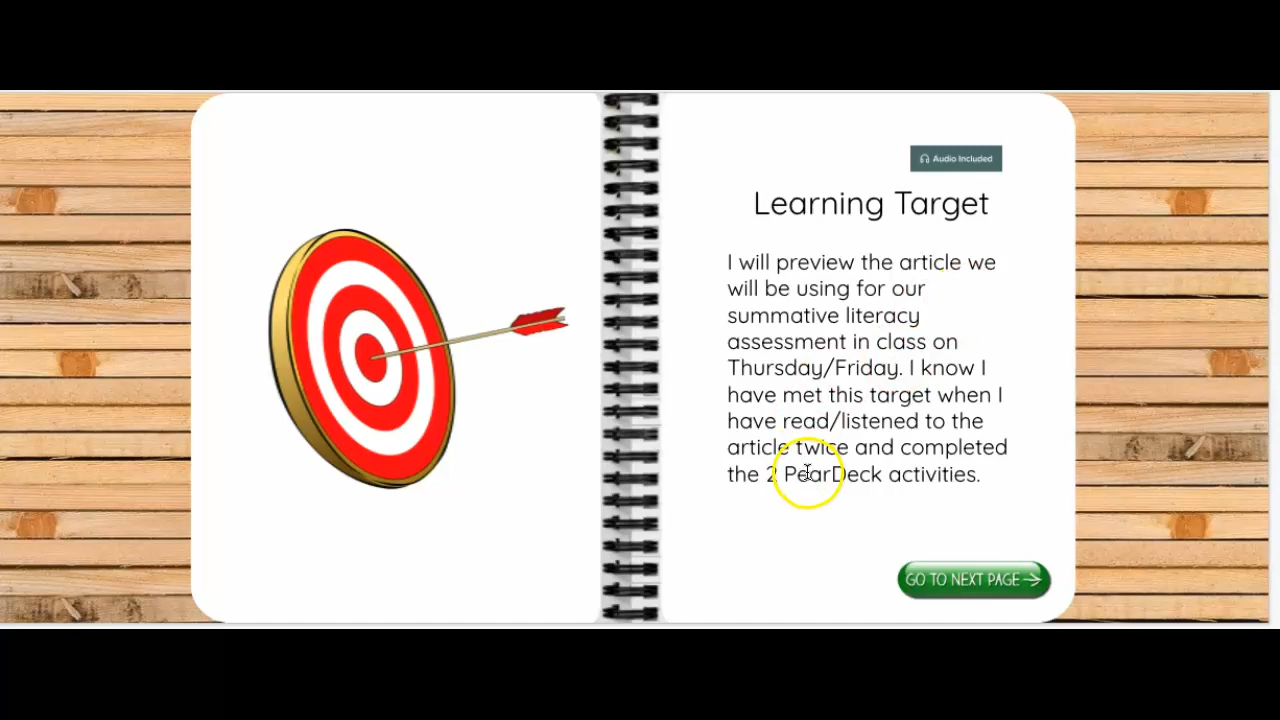 Audio Included
Learning Target
I will preview the article we
will be using for our
summative literacy
assessment in class on
Thursday/Friday. I know I
have met this target when I
have read/listened to the
article twice and completed
the 2 PearDeck activities.
GO TO NEXT PAGE